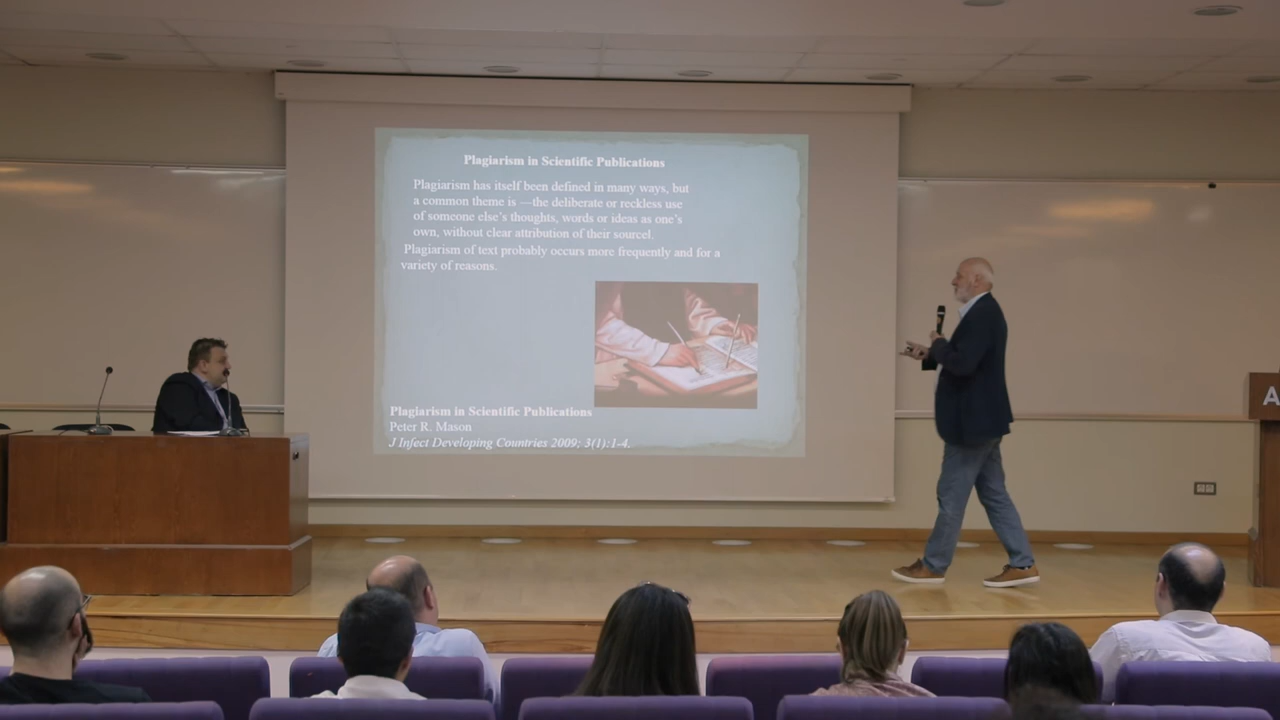 Plagiarism in Scientific Publications
Plagiarism has itself been defined in many ways, but
a common theme is ―the deliberate or reckless use
of someone else's thoughts, words or ideas as one's
own, without clear attribution of their sourcel.
Plagiarism of text probably occurs more frequently and for a
variety of reasons.
Plagiarism in Scientific Publications
Peter R. Mason
J Infect Developing Countries 2009; 3(1):1-4.
A